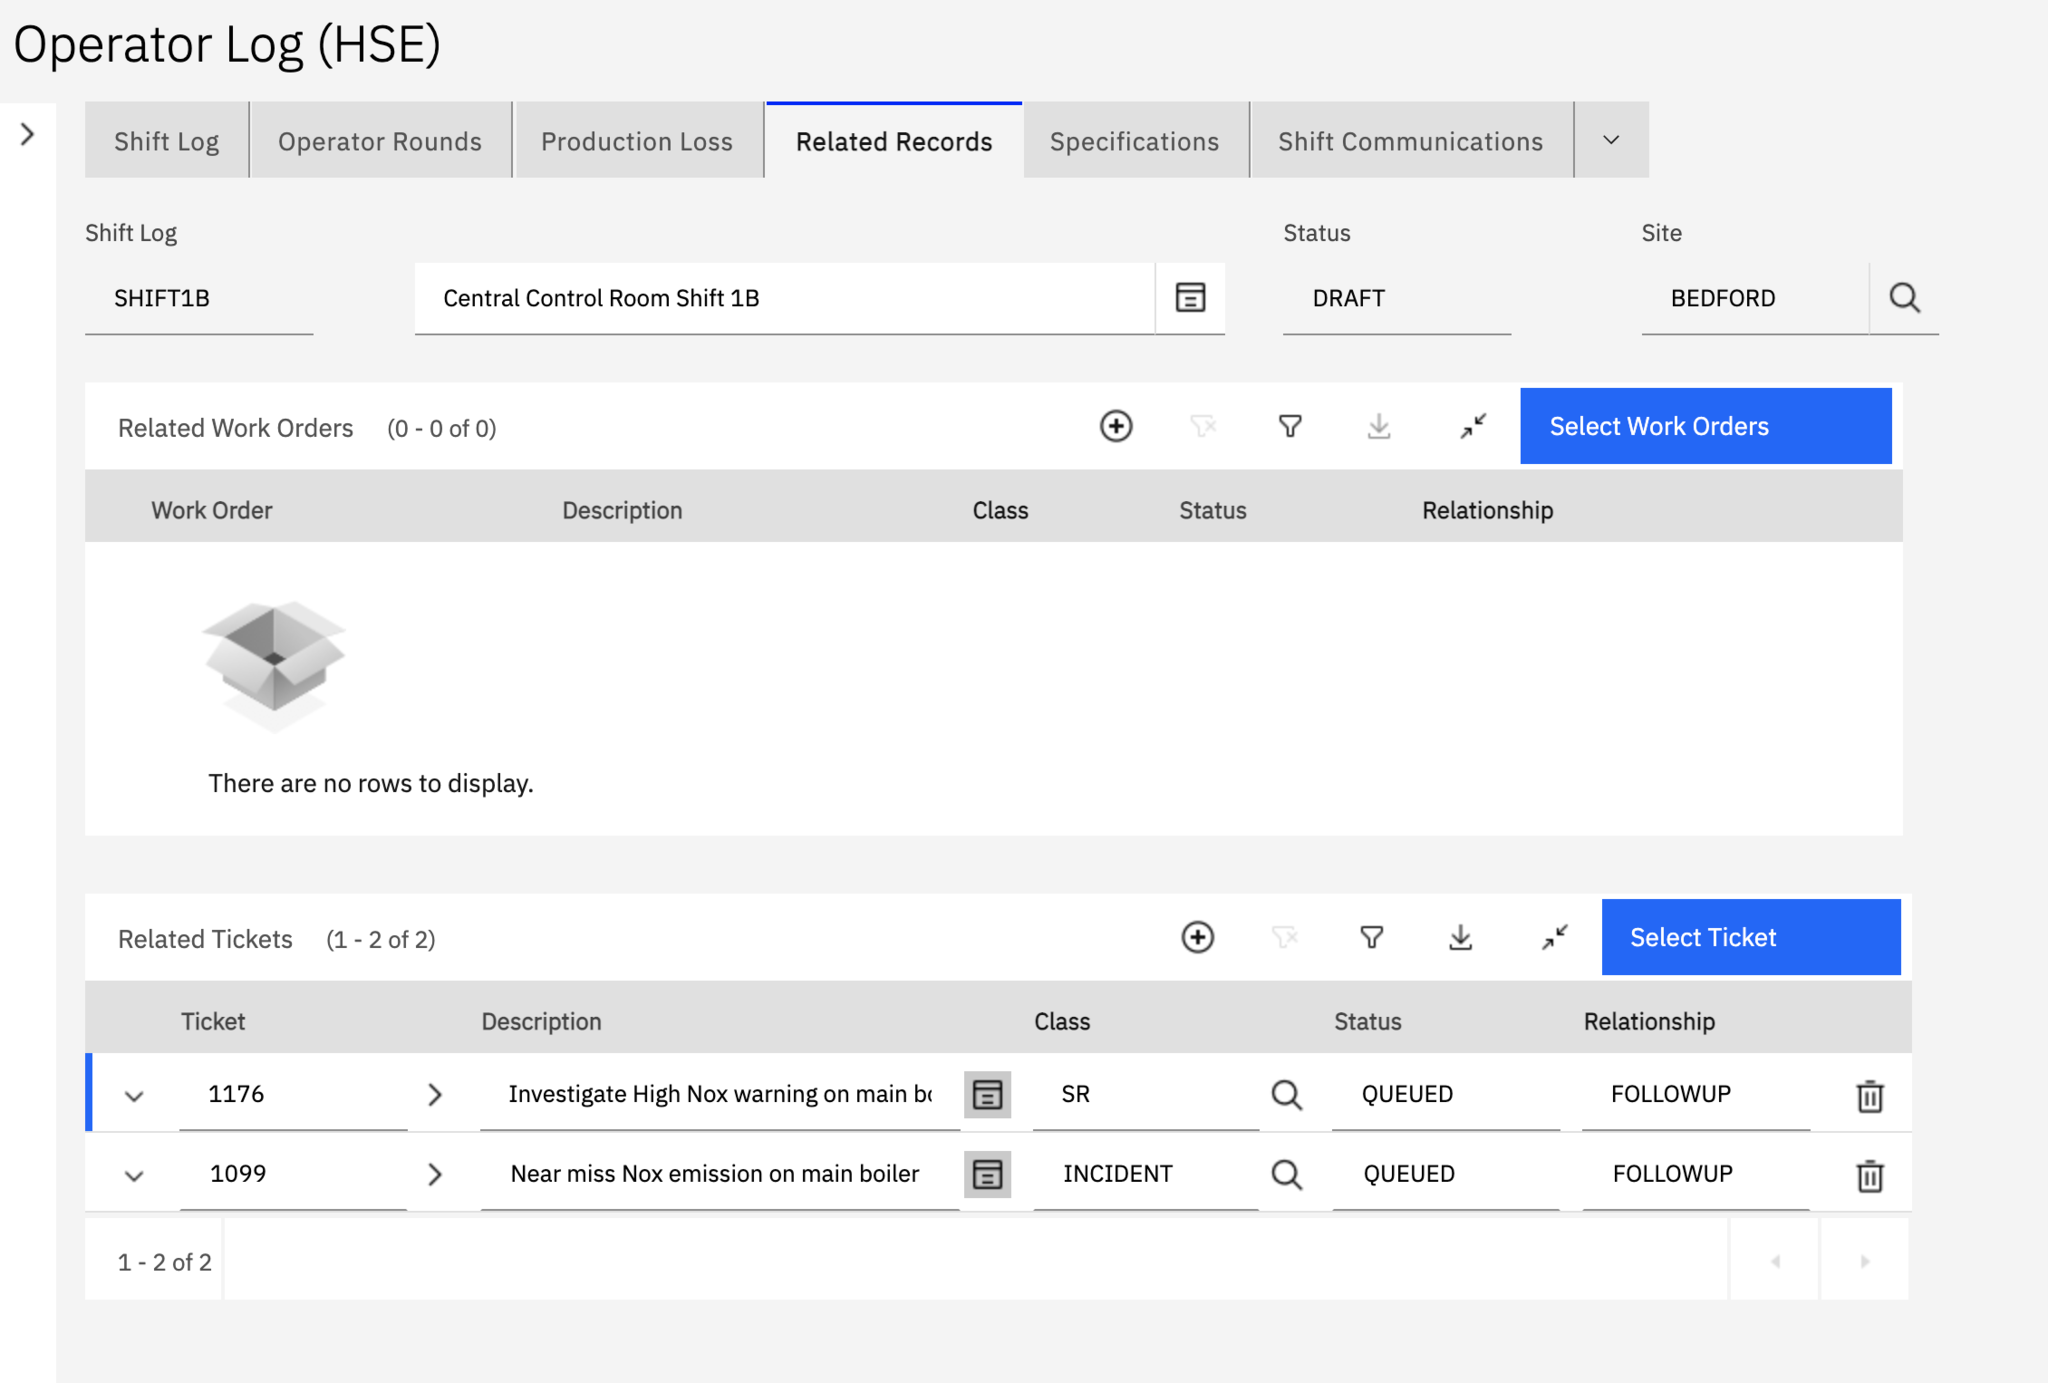 Operator Log (HSE)
Shift Log Operator Rounds Production Loss Related Records Specifications Shift Communications
Shift Log Status Site
SHIFT1B Central Control Room Shift 1B DRAFT BEDFORD
Related Work Orders (0 - 0 of 0) Select Work Orders
Work Order Description Class Status Relationship
There are no rows to display.
Related Tickets (1 - 2 of 2) Select Ticket
Ticket Description Class Status Relationship
1176 Investigate High Nox warning on main SR QUEUED FOLLOWUP
1099 Near miss Nox emission on main boiler INCIDENT QUEUED FOLLOWUP
1 - 2 of 2